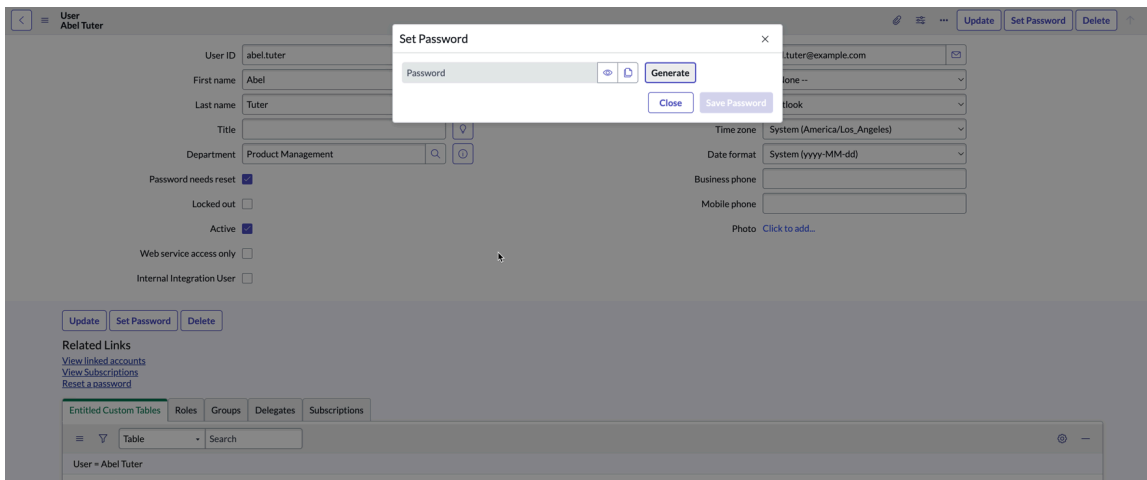 User
Abel Tuter
Update Set Password Delete
Set Password
Password Generate
Close Save Password
User ID abel.tuter
.tuter@example.com
First name Abel
None --
Last name Tuter
tlook
Title
Time zone System (America/Los_Angeles)
Department Product Management
Date format System (yyyy-MM-dd)
Password needs reset
Business phone
Locked out
Mobile phone
Active
Photo Click to add...
Web service access only
Internal Integration User
Update Set Password Delete
Related Links
View linked accounts
View Subscriptions
Reset a password
Entitled Custom Tables Roles Groups Delegates Subscriptions
Table Search
User = Abel Tuter